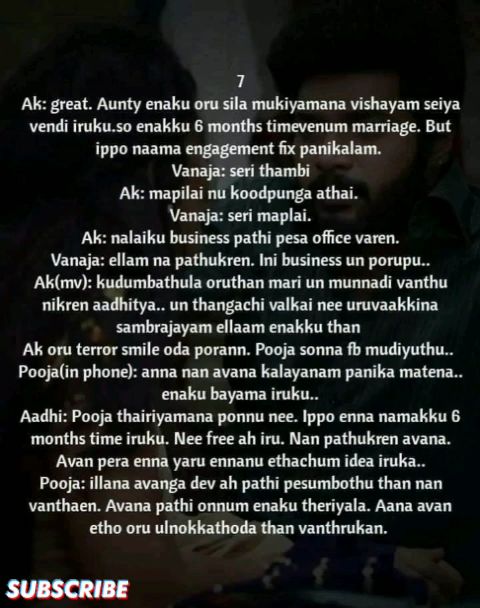 7
Ak: great. Aunty enaku oru sila mukiyamana vishayam seiya
vendi iruku.so enakku 6 months timevenum marriage. But
ippo naama engagement fix panikalam.
Vanaja: seri thambi
Ak: mapilai nu koodpunga athai.
Vanaja: seri maplai.
Ak: nalaiku business pathi pesa office varen.
Vanaja: ellam na pathukren. Ini business un porupu..
Ak(mv): kudumbathula oruthan mari un munnadi vanthu
nikren aadhitya.. un thangachi valkai nee uruvaakkina
sambrajayam ellaam enakku than
Ak oru terror smile oda porann. Pooja sonna fb mudiyuthu..
Pooja(in phone): anna nan avana kalayanam panika matena..
enaku bayama iruku..
Aadhi: Pooja thairiyamana ponnu nee. Ippo enna namakku 6
months time iruku. Nee free ah iru. Nan pathukren avana.
Avan pera enna yaru ennanu ethachum idea iruka..
Pooja: illana avanga dev ah pathi pesumbothu than nan
vanthaen. Avana pathi onnum enaku theriyala. Aana avan
etho oru ulnokkathoda than vanthrukan.
SUBSCRIBE